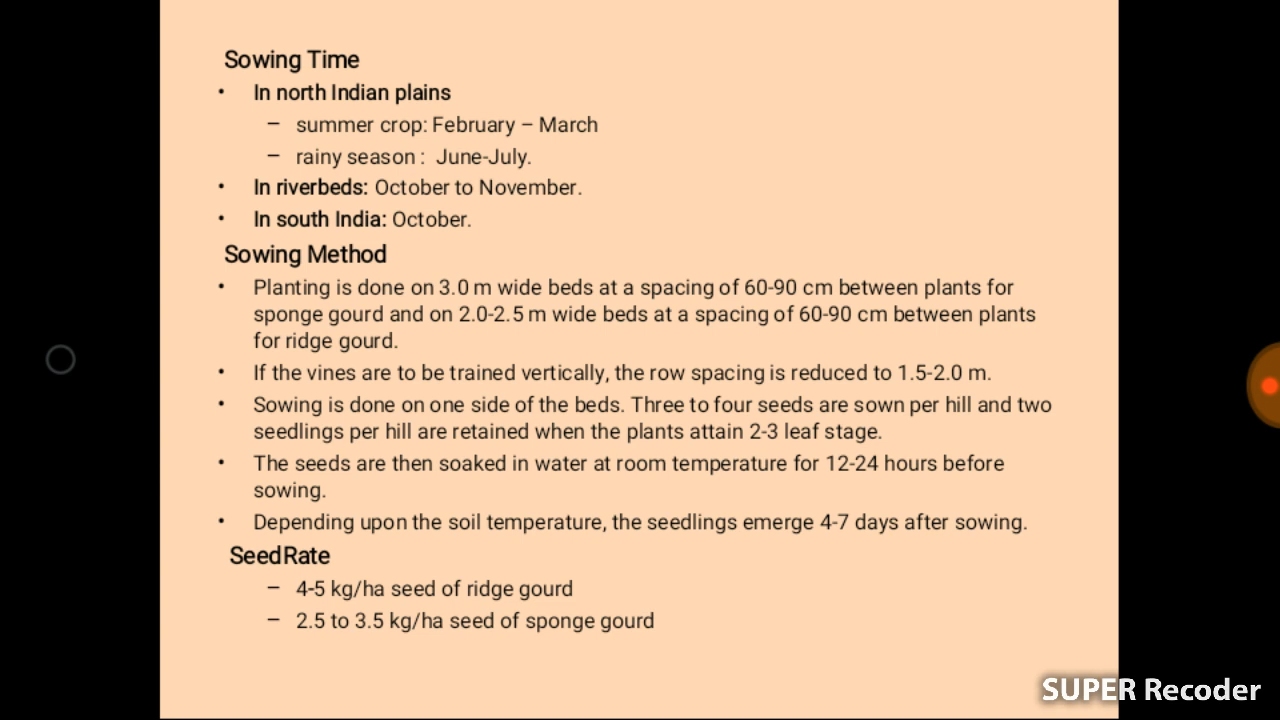 Sowing Time
• In north Indian plains
– summer crop: February – March
– rainy season : June-July.
• In riverbeds: October to November.
• In south India: October.
Sowing Method
• Planting is done on 3.0 m wide beds at a spacing of 60-90 cm between plants for
sponge gourd and on 2.0-2.5 m wide beds at a spacing of 60-90 cm between plants
for ridge gourd.
• If the vines are to be trained vertically, the row spacing is reduced to 1.5-2.0 m.
• Sowing is done on one side of the beds. Three to four seeds are sown per hill and two
seedlings per hill are retained when the plants attain 2-3 leaf stage.
• The seeds are then soaked in water at room temperature for 12-24 hours before
sowing.
• Depending upon the soil temperature, the seedlings emerge 4-7 days after sowing.
Seed Rate
– 4-5 kg/ha seed of ridge gourd
– 2.5 to 3.5 kg/ha seed of sponge gourd
SUPER Recoder